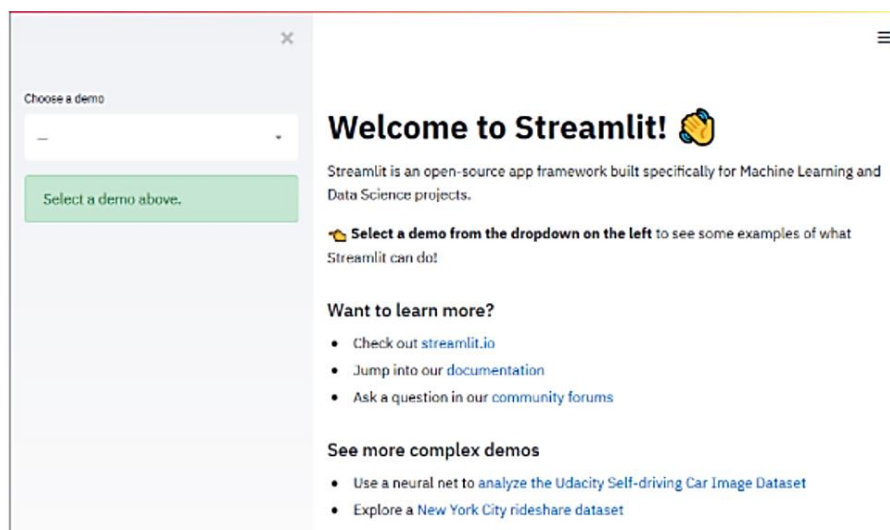 Choose a demo
—
Select a demo above.
Welcome to Streamlit! 👋
Streamlit is an open-source app framework built specifically for Machine Learning and
Data Science projects.
👈 Select a demo from the dropdown on the left to see some examples of what
Streamlit can do!
Want to learn more?
• Check out streamlit.io
• Jump into our documentation
• Ask a question in our community forums
See more complex demos
• Use a neural net to analyze the Udacity Self-driving Car Image Dataset
• Explore a New York City rideshare dataset